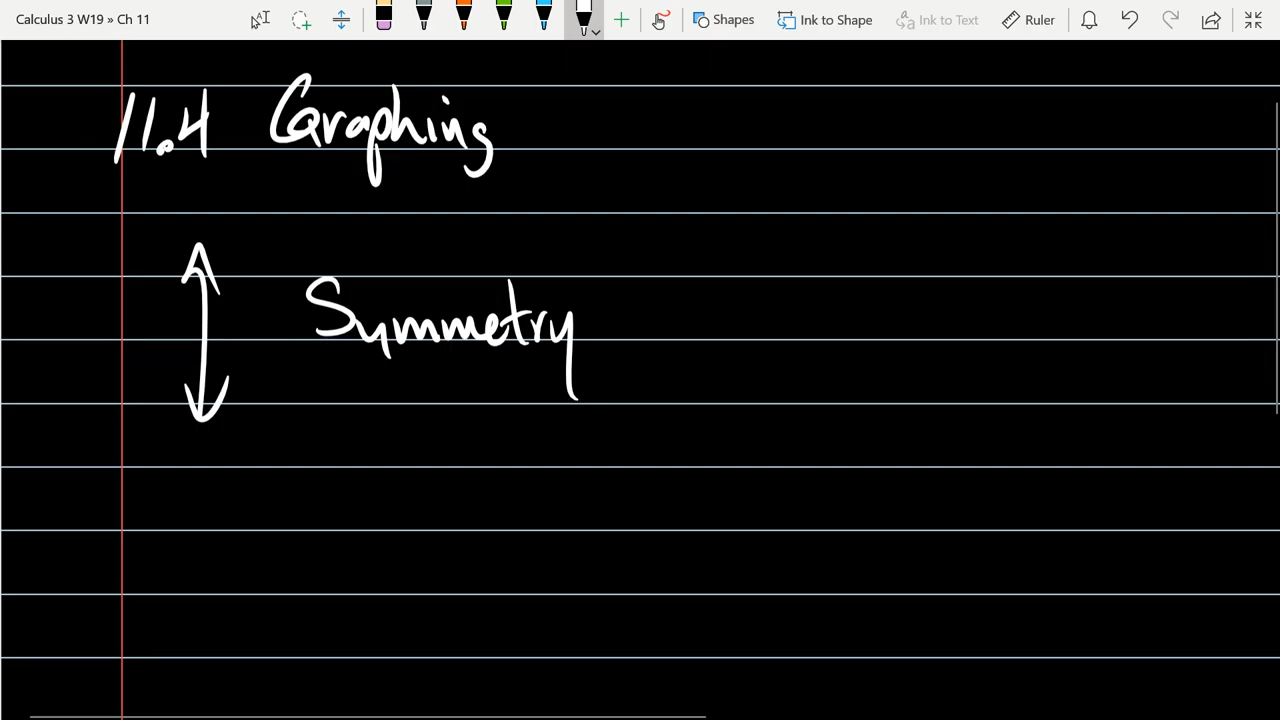 Calculus 3 W19 » Ch 11
Shapes
Ink to Shape
Ink to Text
Ruler
11.4 Graphing
Symmetry